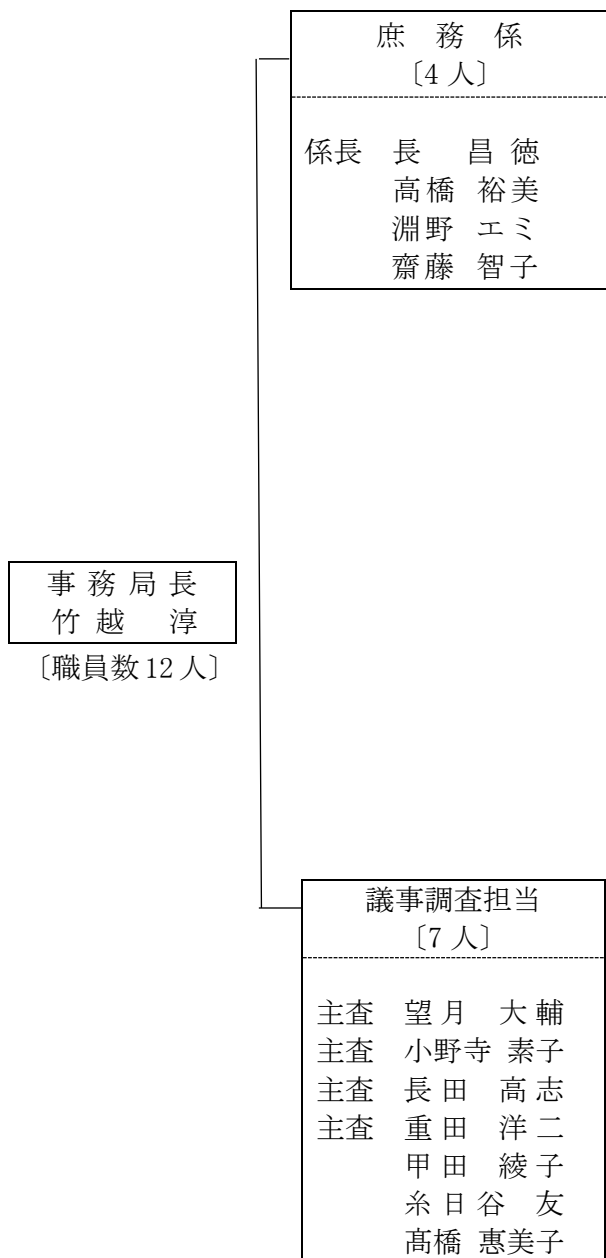 庶務係
〔4人〕
係長 長 昌徳
高橋 裕美
淵野 エミ
齋藤 智子
事務局長
竹越 淳
〔職員数12人〕
議事調査担当
〔7人〕
主査 望月 大輔
主査 小野寺 素子
主査 長田 高志
主査 重田 洋二
甲田 綾子
糸日谷 友
髙橋 惠美子